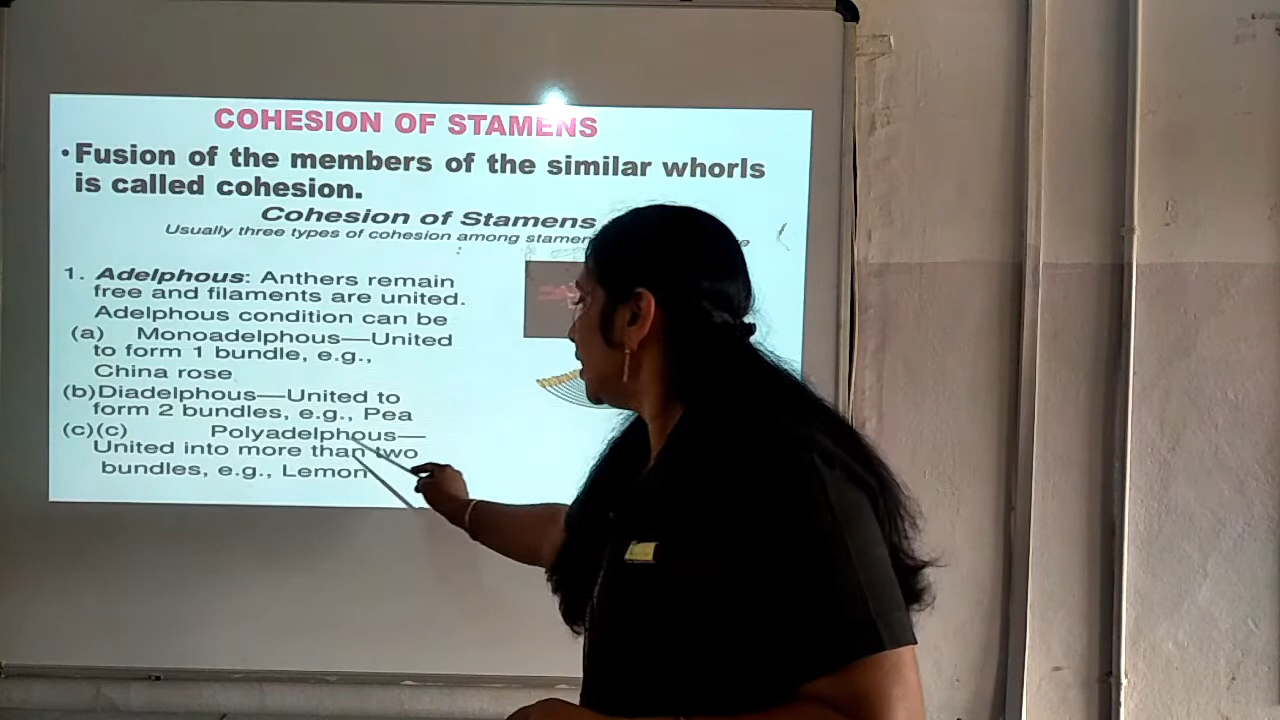 COHESION OF STAMENS
•Fusion of the members of the similar whorls
is called cohesion.
Cohesion of Stamens
Usually three types of cohesion among
1. Adelphous: Anthers remain
free and filaments are united.
Adelphous condition can be
(a) Monoadelphous—United
to form 1 bundle, e.g.,
China rose
(b)Diadelphous—United to
form 2 bundles, e.g., Pea
(c)(c) Polyadelphous—
United into more than two
bundles, e.g., Lemon